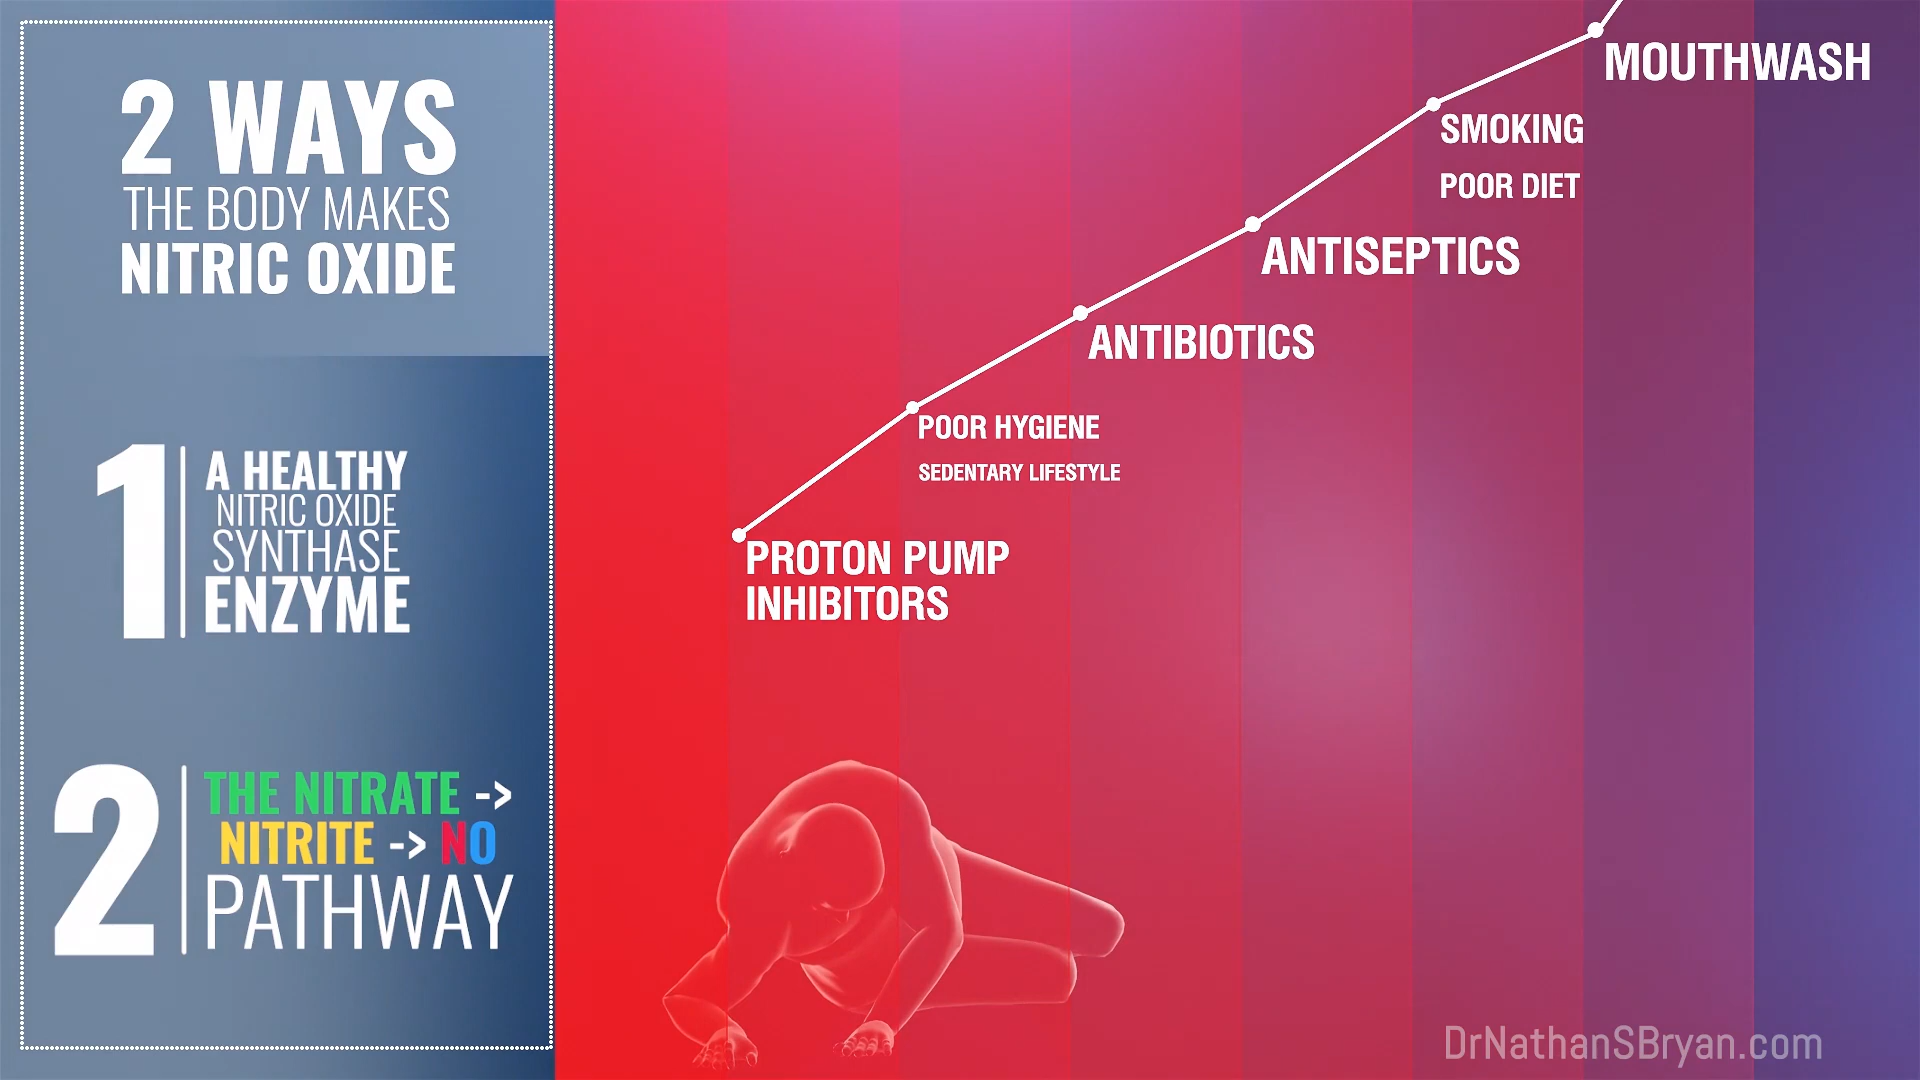 2 WAYS
THE BODY MAKES
NITRIC OXIDE
1
A HEALTHY
NITRIC OXIDE
SYNTHASE
ENZYME
2
THE NITRATE ->
NITRITE -> NO
PATHWAY
MOUTHWASH
SMOKING
POOR DIET
ANTISEPTICS
ANTIBIOTICS
POOR HYGIENE
SEDENTARY LIFESTYLE
PROTON PUMP
INHIBITORS
DrNathanSBryan.com